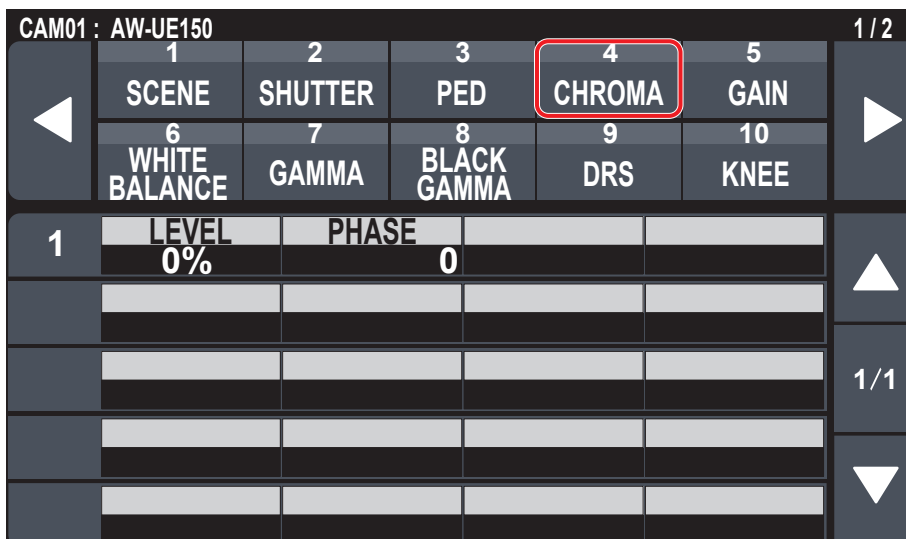 CAM01 : AW-UE150 1 / 2
1 2 3 4 5
SCENE SHUTTER PED CHROMA GAIN
6 7 8 9 10
WHITE BALANCE GAMMA BLACK GAMMA DRS KNEE
1 LEVEL PHASE
0% 0
1/1